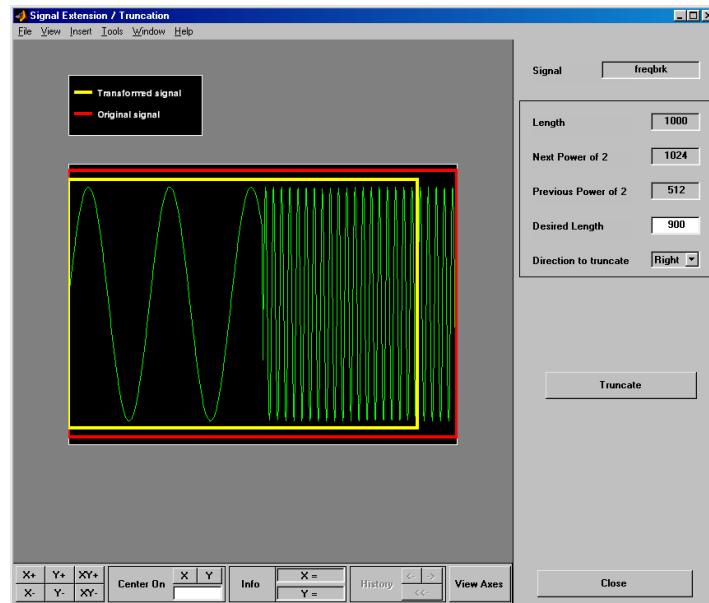 Signal Extension / Truncation
File View Insert Tools Window Help
Transformed signal
Original signal
Signal freqbrk
Length 1000
Next Power of 2 1024
Previous Power of 2 512
Desired Length 900
Direction to truncate Right
Truncate
X+ Y+ XY+
X- Y- XY-
Center On X Y
Info X =
Y =
History <- ->
<<-
View Axes
Close